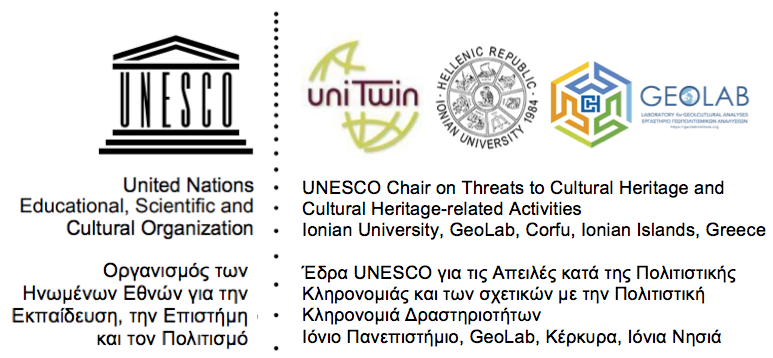 UNESCO
United Nations
Educational, Scientific and
Cultural Organization
Οργανισμός των
Ηνωμένων Εθνών για την
Εκπαίδευση, την Επιστήμη
και τον Πολιτισμό
uniTwin
HELLENIC REPUBLIC
IONIAN UNIVERSITY 1984
CH
GEOLAB
LABORATORY for GEOCULTURAL ANALYSES
ΕΡΓΑΣΤΗΡΙΟ ΓΕΩΠΟΛΙΤΙΣΜΙΚΩΝ ΑΝΑΛΥΣΕΩΝ
https://geolabinstitute.org
UNESCO Chair on Threats to Cultural Heritage and
Cultural Heritage-related Activities
Ionian University, GeoLab, Corfu, Ionian Islands, Greece
Έδρα UNESCO για τις Απειλές κατά της Πολιτιστικής
Κληρονομιάς και των σχετικών με την Πολιτιστική
Κληρονομιά Δραστηριοτήτων
Ιόνιο Πανεπιστήμιο, GeoLab, Κέρκυρα, Ιόνια Νησιά